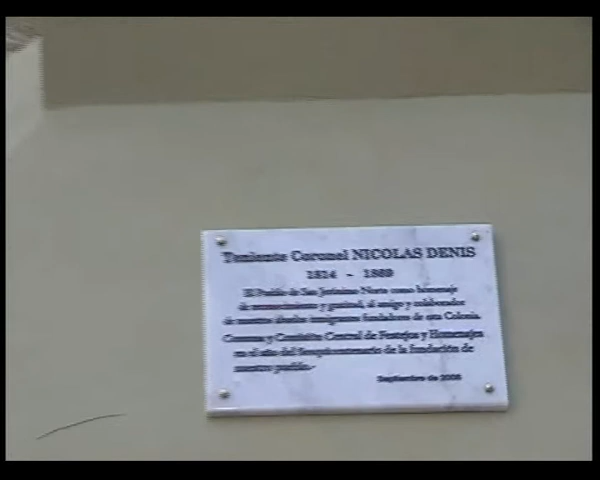 Teniente Coronel NICOLAS DENIS
1814 - 1889
El Pueblo de San Jerónimo Norte como homenaje
de reconocimiento y gratitud, al amigo y colaborador
de nuestros abuelos inmigrantes fundadores de esta Colonia.
Comuna y Comisión Central de Festejos y Homenajes
en el año del Sesquicentenario de la fundación de
nuestro pueblo.-
Septiembre de 2008